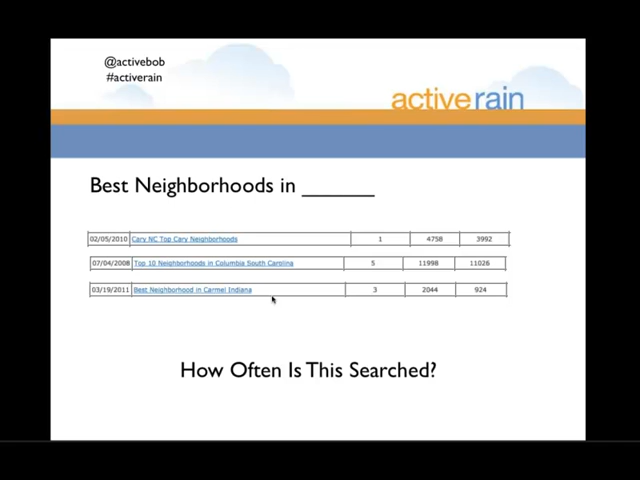 @activebob
#activerain
activerain
Best Neighborhoods in ______
02/05/2010 Cary NC Top Cary Neighborhoods 1 4758 3992
07/04/2008 Top 10 Neighborhoods in Columbia South Carolina 5 11998 11026
03/19/2011 Best Neighborhood in Carmel Indiana 3 2044 924
How Often Is This Searched?